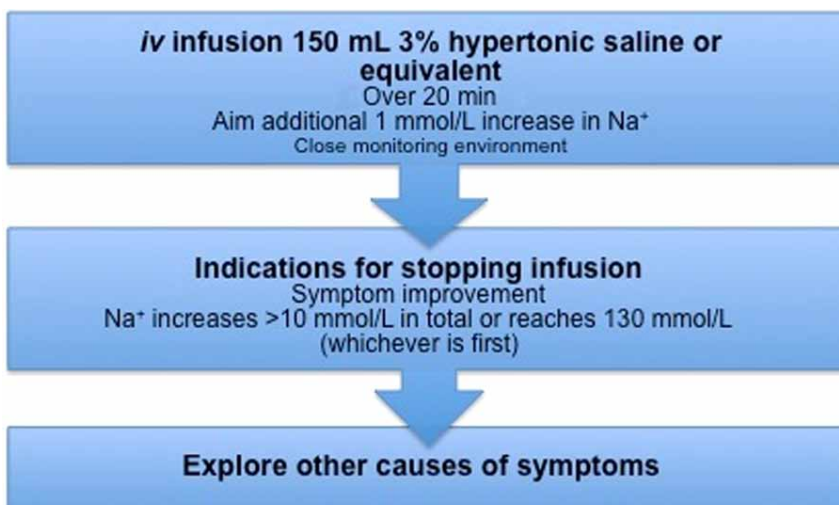 iv infusion 150 mL 3% hypertonic saline or
equivalent
Over 20 min
Aim additional 1 mmol/L increase in Na⁺
Close monitoring environment
Indications for stopping infusion
Symptom improvement
Na⁺ increases >10 mmol/L in total or reaches 130 mmol/L
(whichever is first)
Explore other causes of symptoms